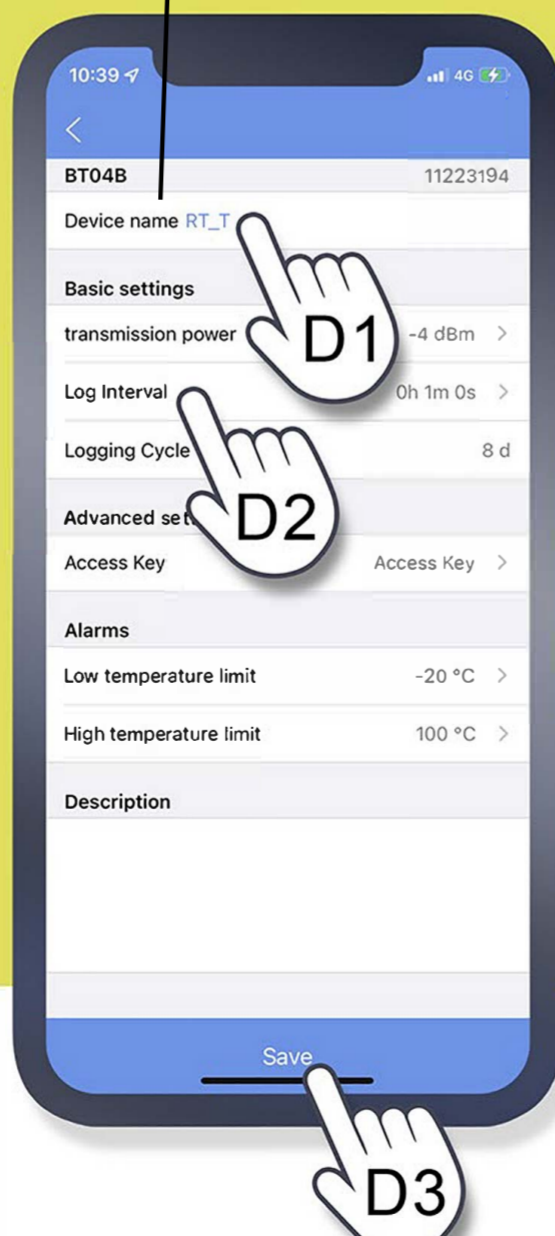 10:39 4G
BT04B 11223194
Device name RT_T
D1
Basic settings
transmission power -4 dBm
Log Interval 0h 1m 0s
Logging Cycle 8 d
D2
Advanced set
Access Key Access Key
Alarms
Low temperature limit -20 °C
High temperature limit 100 °C
Description
Save
D3